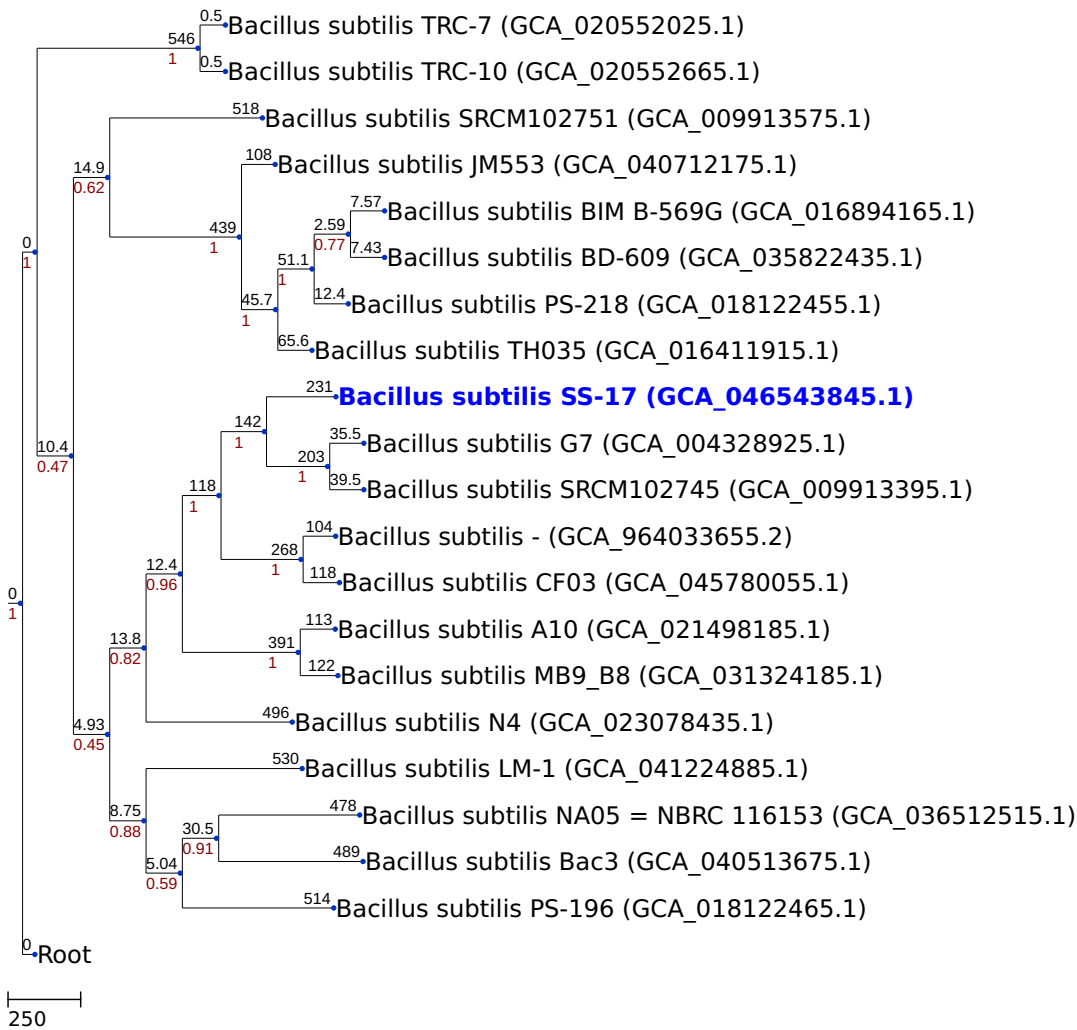 0.5
Bacillus subtilis TRC-7 (GCA_020552025.1)
546
1
0.5
Bacillus subtilis TRC-10 (GCA_020552665.1)
518
Bacillus subtilis SRCM102751 (GCA_009913575.1)
14.9
0.62
108
Bacillus subtilis JM553 (GCA_040712175.1)
439
1
7.57
Bacillus subtilis BIM B-569G (GCA_016894165.1)
2.59
0.77
7.43
Bacillus subtilis BD-609 (GCA_035822435.1)
0
1
51.1
1
12.4
Bacillus subtilis PS-218 (GCA_018122455.1)
45.7
1
65.6
Bacillus subtilis TH035 (GCA_016411915.1)
231
Bacillus subtilis SS-17 (GCA_046543845.1)
142
1
35.5
Bacillus subtilis G7 (GCA_004328925.1)
10.4
0.47
203
1
39.5
Bacillus subtilis SRCM102745 (GCA_009913395.1)
118
1
104
Bacillus subtilis - (GCA_964033655.2)
268
1
12.4
0.96
118
Bacillus subtilis CF03 (GCA_045780055.1)
0
1
113
Bacillus subtilis A10 (GCA_021498185.1)
13.8
0.82
391
1
122
Bacillus subtilis MB9_B8 (GCA_031324185.1)
496
Bacillus subtilis N4 (GCA_023078435.1)
4.93
0.45
530
Bacillus subtilis LM-1 (GCA_041224885.1)
8.75
0.88
478
Bacillus subtilis NA05 = NBRC 116153 (GCA_036512515.1)
30.5
0.91
489
Bacillus subtilis Bac3 (GCA_040513675.1)
5.04
0.59
514
Bacillus subtilis PS-196 (GCA_018122465.1)
0
Root
250